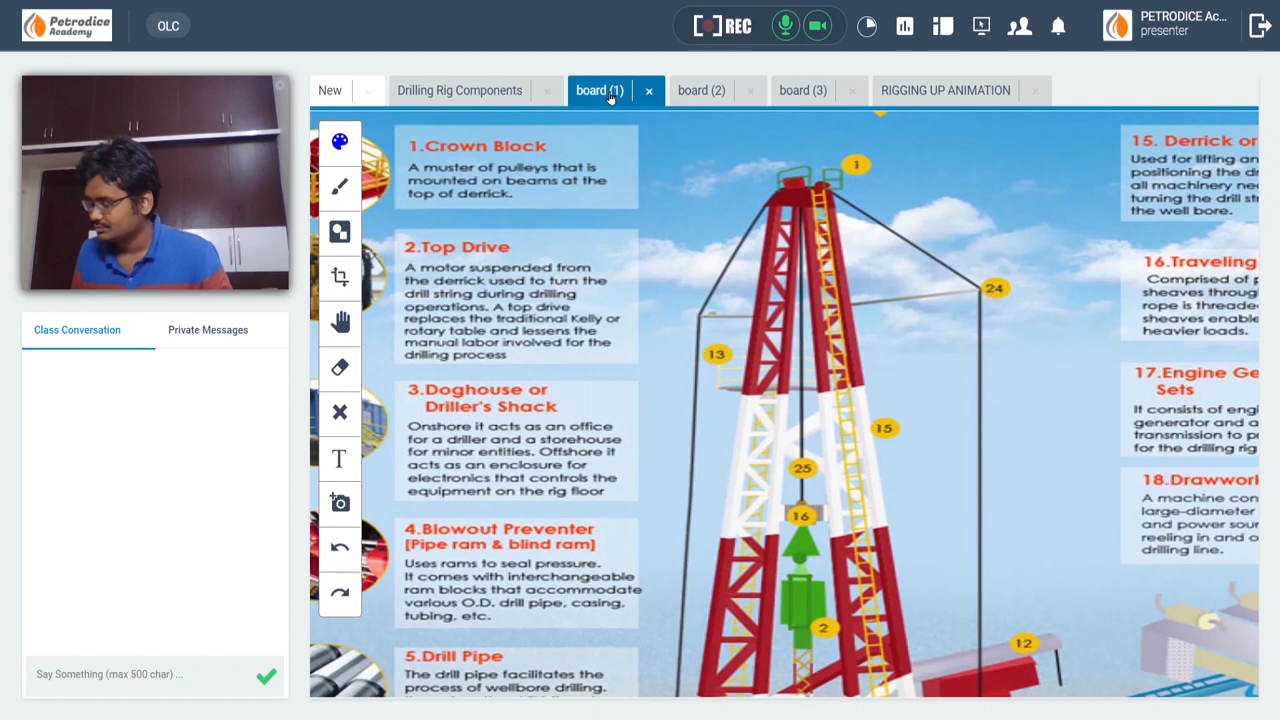 Petrodice
Academy
OLC
REC
PETRODICE Ac...
presenter
New
Drilling Rig Components
board (1)
board (2)
board (3)
RIGGING UP ANIMATION
1.Crown Block
A muster of pulleys that is
mounted on beams at the
top of derrick.
2.Top Drive
A motor suspended from
the derrick used to turn the
drill string during drilling
operations. A top drive
replaces the traditional Kelly or
rotary table and lessens the
manual labor involved for the
drilling process
3.Doghouse or
Driller's Shack
Onshore it acts as an office
for a driller and a storehouse
for minor entities. Offshore it
acts as an enclosure for
electronics that controls the
equipment on the rig floor
4.Blowout Preventer
[Pipe ram & blind ram]
Uses rams to seal pressure.
It comes with interchangeable
ram blocks that accommodate
various O.D. drill pipe, casing,
tubing, etc.
5.Drill Pipe
The drill pipe facilitates the
process of wellbore drilling.
1
24
13
15
25
16
2
12
15. Derrick or
Used for lifting an
positioning the dr
all machinery nee
turning the drill str
the well bore.
16.Traveling
Comprised of p
sheaves throug
rope is threade
sheaves enable
heavier loads.
17.Engine Ge
Sets
It consists of engi
generator and a
transmission to p
for the drilling rig
18.Drawwork
A machine con
large-diameter
and power sour
reeling in and o
drilling line.
Class Conversation
Private Messages
Say Something (max 500 char) ...
T